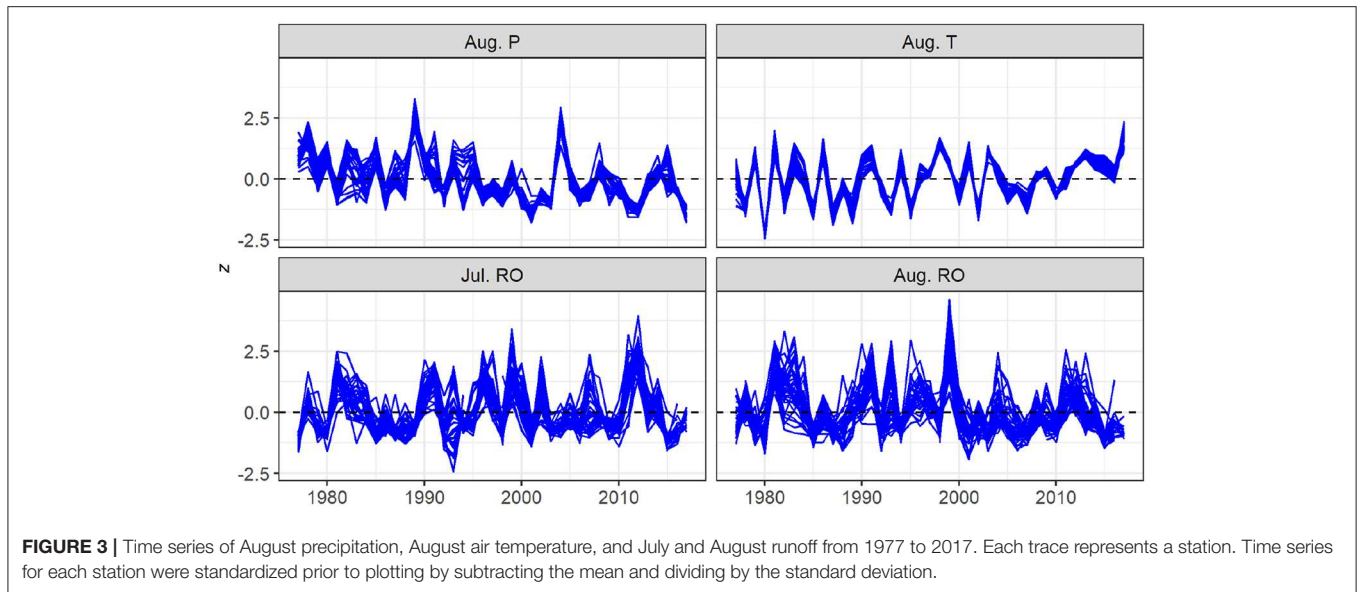 Aug. P
Aug. T
2.5
0.0
-2.5
z
Jul. RO
Aug. RO
2.5
0.0
-2.5
1980 1990 2000 2010 1980 1990 2000 2010
FIGURE 3 | Time series of August precipitation, August air temperature, and July and August runoff from 1977 to 2017. Each trace represents a station. Time series
for each station were standardized prior to plotting by subtracting the mean and dividing by the standard deviation.